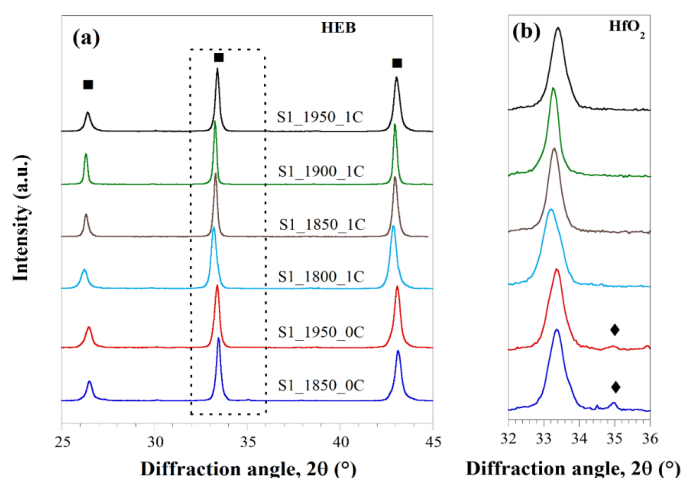 (a)
HEB
S1_1950_1C
S1_1900_1C
S1_1850_1C
S1_1800_1C
S1_1950_0C
S1_1850_0C
Intensity (a.u.)
25 30 35 40 45
Diffraction angle, 2θ (°)
(b)
HfO₂
32 33 34 35 36
Diffraction angle, 2θ (°)